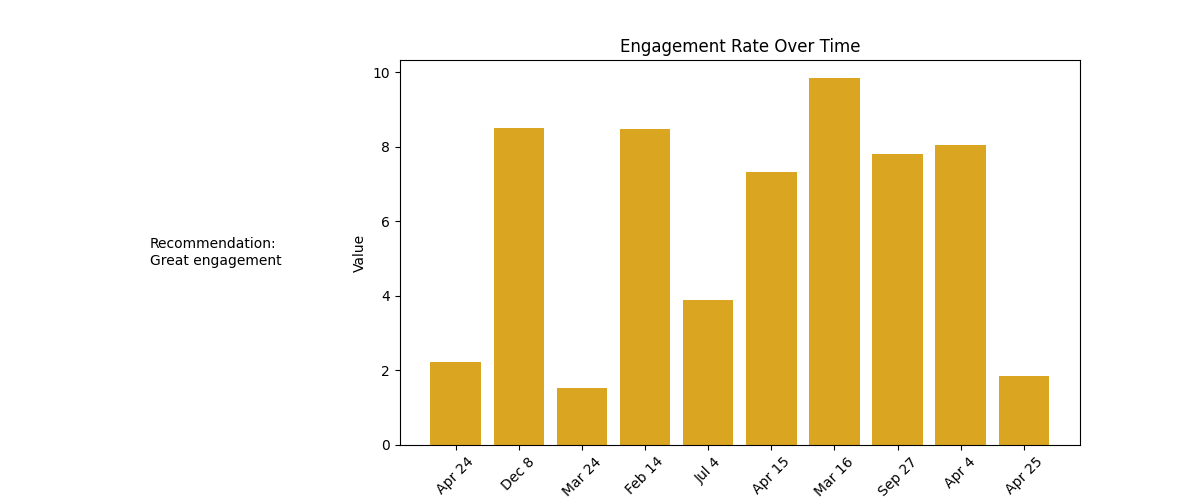 Engagement Rate Over Time
Recommendation:
Great engagement
Value
10
8
6
4
2
0
Apr 24
Dec 8
Mar 24
Feb 14
Jul 4
Apr 15
Mar 16
Sep 27
Apr 4
Apr 25